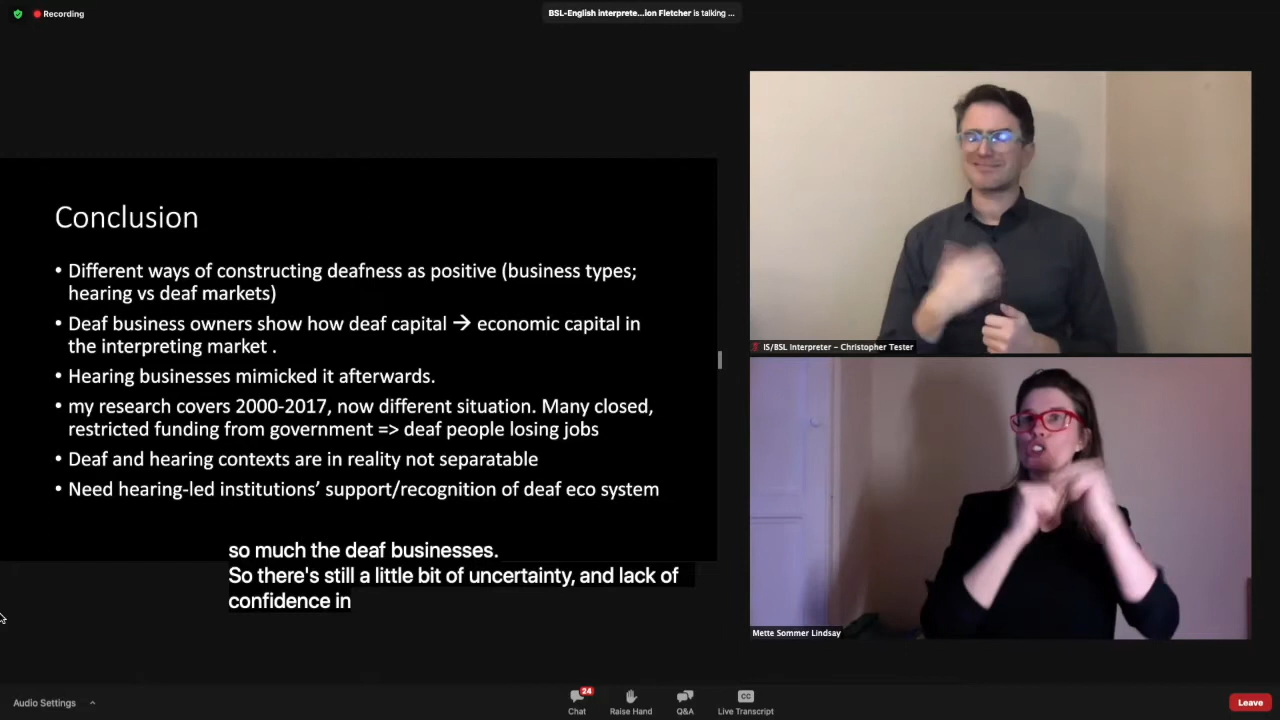 Recording
BSL-English interprete...ion Fletcher is talking ...
Conclusion
• Different ways of constructing deafness as positive (business types;
hearing vs deaf markets)
• Deaf business owners show how deaf capital → economic capital in
the interpreting market .
• Hearing businesses mimicked it afterwards.
• my research covers 2000-2017, now different situation. Many closed,
restricted funding from government => deaf people losing jobs
• Deaf and hearing contexts are in reality not separatable
• Need hearing-led institutions’ support/recognition of deaf eco system
so much the deaf businesses.
So there's still a little bit of uncertainty, and lack of
confidence in
IS/BSL Interpreter – Christopher Tester
Mette Sommer Lindsay
Audio Settings
24
Chat
Raise Hand
Q&A
CC
Live Transcript
Leave